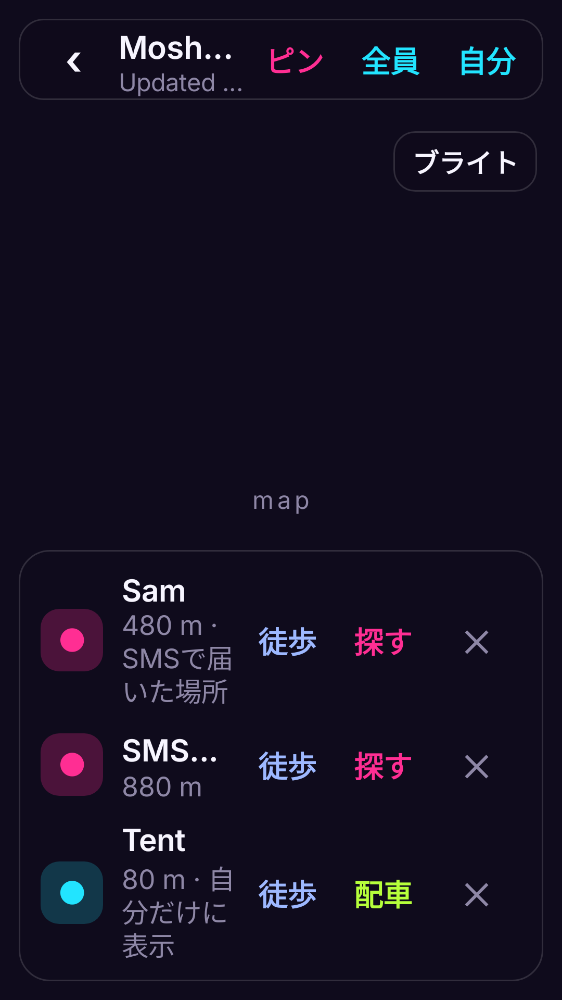 ‹ Mosh... ピン 全員 自分
Updated ...
ブライト
map
Sam
480 m ·
SMSで届
いた場所
徒歩 探す ×
SMS...
880 m
徒歩 探す ×
Tent
80 m · 自
分だけに
表示
徒歩 配車 ×